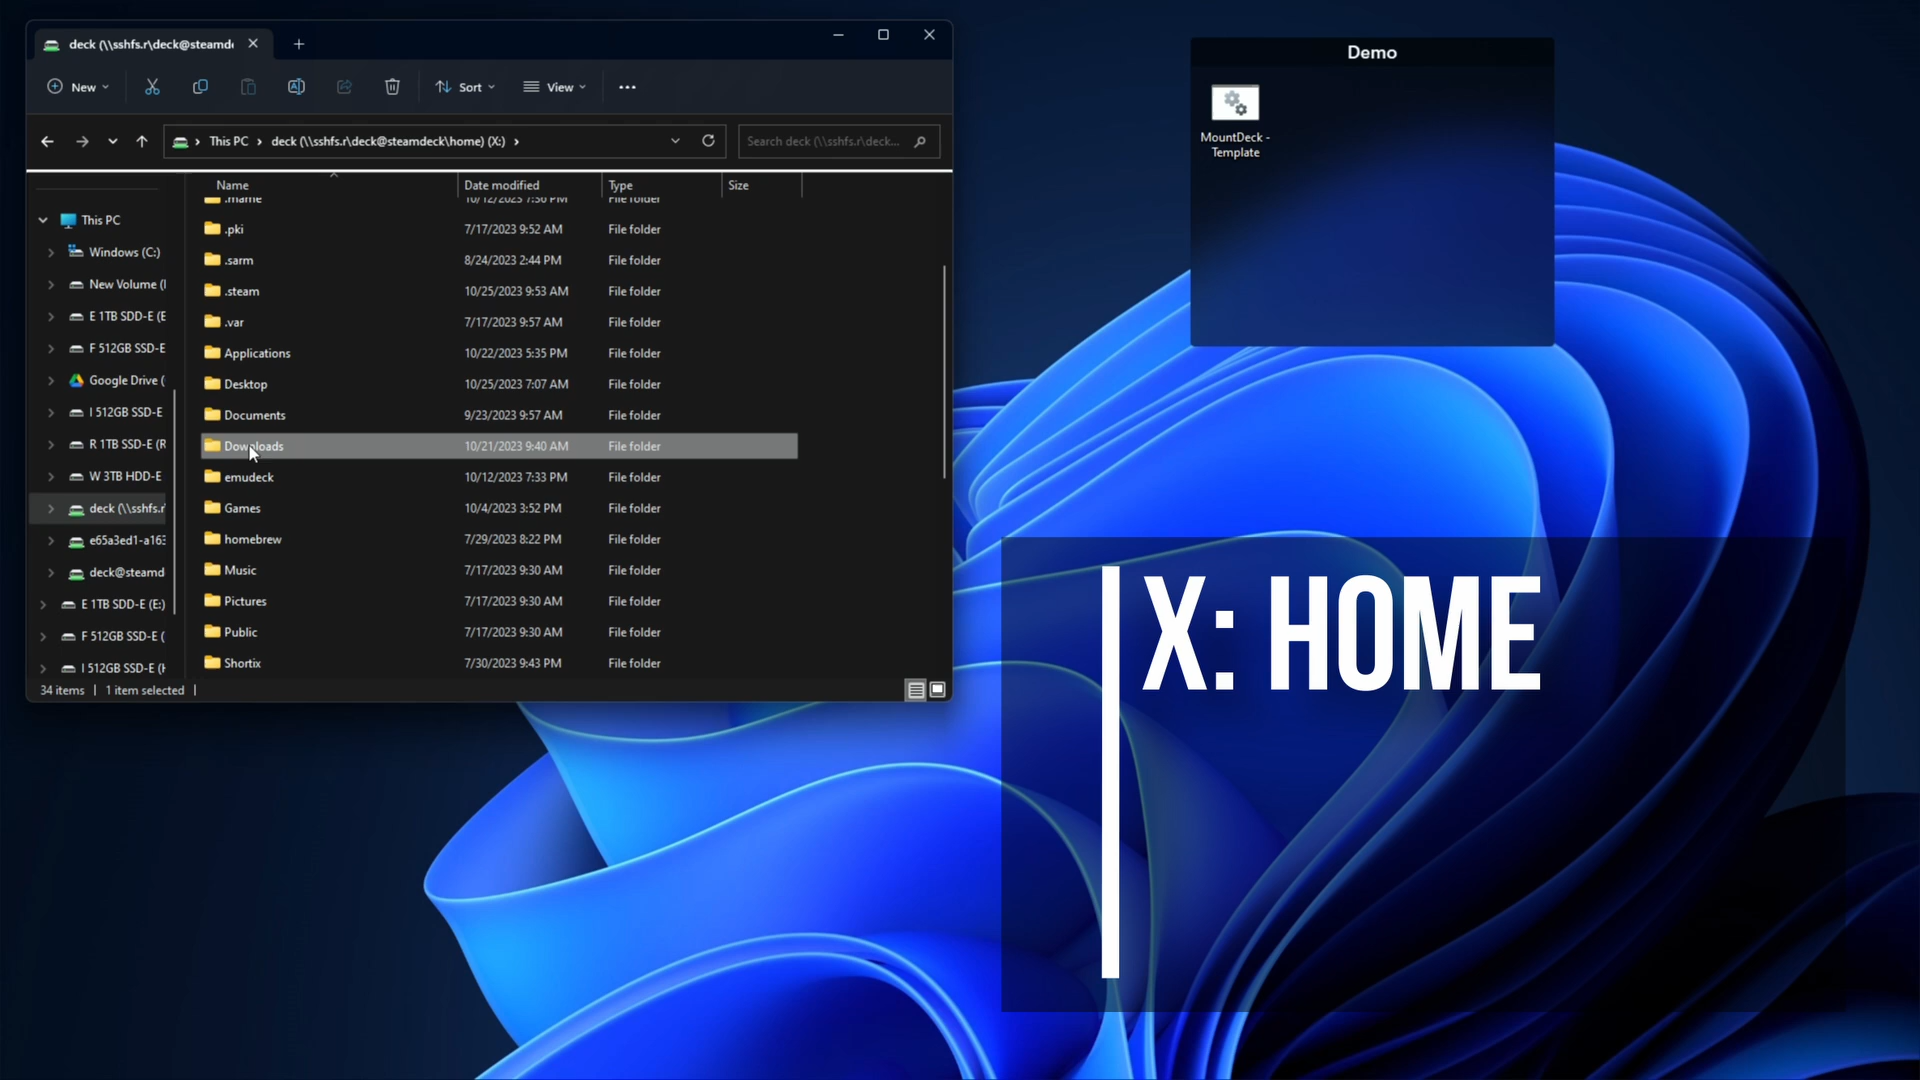 deck (\\sshfs.r\deck@steamd
New
Sort
View
This PC
deck (\\sshfs.r\deck@steamdeck\home) (X:)
Search deck (\\sshfs.r\deck...
Name Date modified Type Size
.mame 10/12/2023 7:56 PM File folder
.pki 7/17/2023 9:52 AM File folder
.sarm 8/24/2023 2:44 PM File folder
.steam 10/25/2023 9:53 AM File folder
.var 7/17/2023 9:57 AM File folder
Applications 10/22/2023 5:35 PM File folder
Desktop 10/25/2023 7:07 AM File folder
Documents 9/23/2023 9:57 AM File folder
Downloads 10/21/2023 9:40 AM File folder
emudeck 10/12/2023 7:33 PM File folder
Games 10/4/2023 3:52 PM File folder
homebrew 7/29/2023 8:22 PM File folder
Music 7/17/2023 9:30 AM File folder
Pictures 7/17/2023 9:30 AM File folder
Public 7/17/2023 9:30 AM File folder
Shortix 7/30/2023 9:43 PM File folder
This PC
Windows (C:)
New Volume (
E 1TB SDD-E (E
F 512GB SSD-E
Google Drive (
I 512GB SSD-E
R 1TB SSD-E (R
W 3TB HDD-E
deck (\\sshfs.r
e65a3ed1-a163
deck@steamd
E 1TB SDD-E (E:)
F 512GB SSD-E (
I 512GB SSD-E (
34 items
1 item selected
Demo
MountDeck -
Template
X: HOME